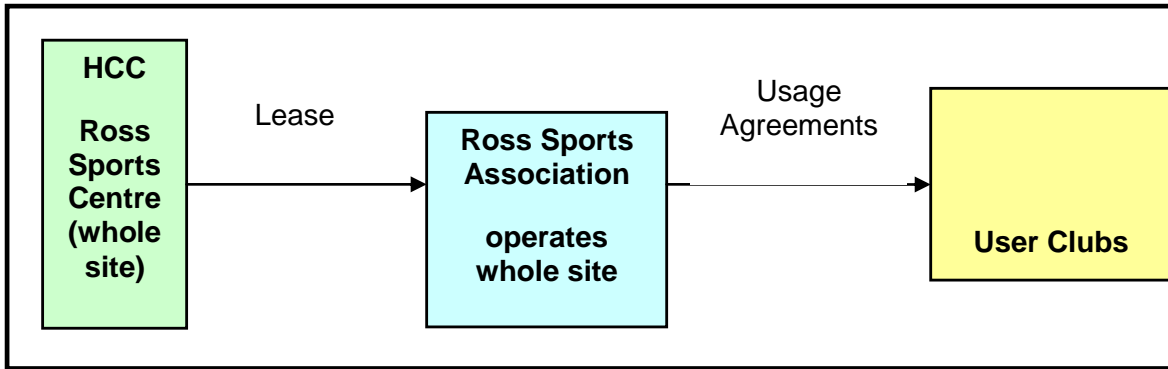 HCC
Ross
Sports
Centre
(whole
site)
Lease
Ross Sports
Association
operates
whole site
Usage
Agreements
User Clubs